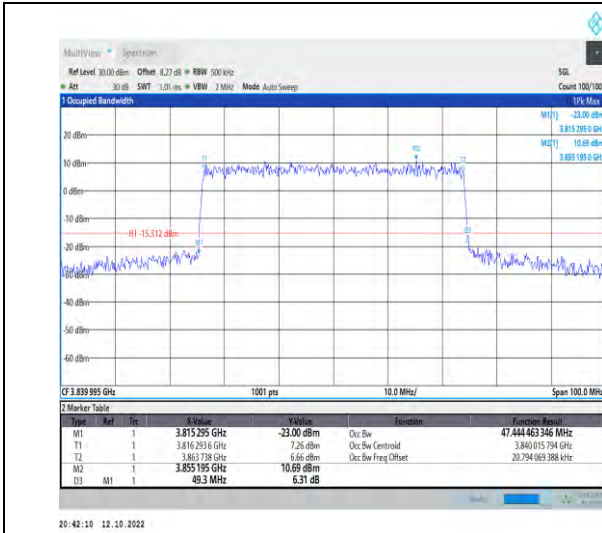 MultiView Spectrum
Ref Level 30.00 dBm Offset 8.27 dB RBW 500 kHz SGL
Att 30 dB SWT 1.01 ms VBW 2 MHz Mode Auto Sweep Count 100/100
1 Occupied Bandwidth 1Pk Max
M1[1] -23.00 dBm
3.815 295 0 GHz
M2[1] 10.69 dBm
3.855 195 0 GHz
20 dBm
10 dBm
0 dBm
-10 dBm
H1 -15.312 dBm
-20 dBm
-30 dBm
-40 dBm
-50 dBm
-60 dBm
T1
M2
T2
M1
D3
CF 3.839 995 GHz 1001 pts 10.0 MHz/ Span 100.0 MHz
2 Marker Table
Type Ref Trc X-Value Y-Value Function Function Result
M1 1 3.815 295 GHz -23.00 dBm Occ Bw 47.444 463 346 MHz
T1 1 3.816 293 6 GHz 7.26 dBm Occ Bw Centroid 3.840 015 794 GHz
T2 1 3.863 738 GHz 6.66 dBm Occ Bw Freq Offset 20.794 069 388 kHz
M2 1 3.855 195 GHz 10.69 dBm
D3 M1 1 49.3 MHz 6.31 dB
20:42:10 12.10.2022